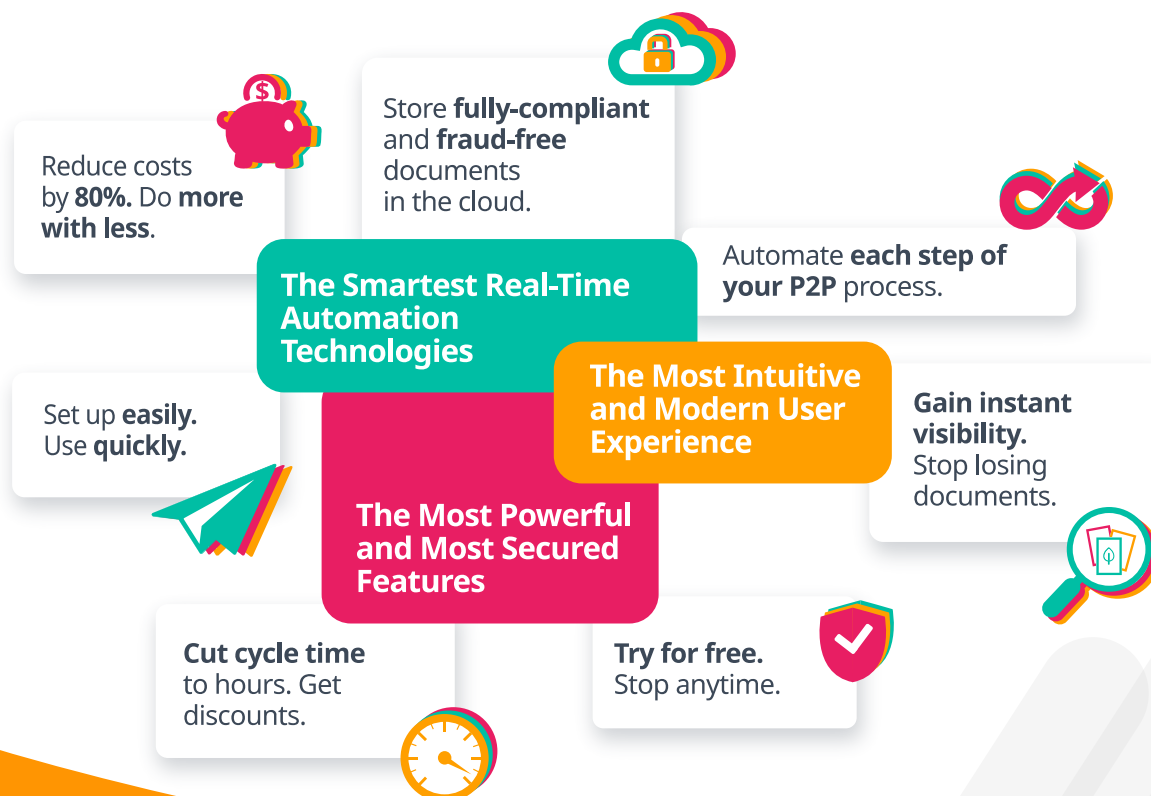 $
Store fully-compliant
and fraud-free
documents
in the cloud.
Reduce costs
by 80%. Do more
with less.
Automate each step of
your P2P process.
The Smartest Real-Time
Automation
Technologies
The Most Intuitive
and Modern User
Experience
Set up easily.
Use quickly.
Gain instant
visibility.
Stop losing
documents.
The Most Powerful
and Most Secured
Features
Cut cycle time
to hours. Get
discounts.
Try for free.
Stop anytime.